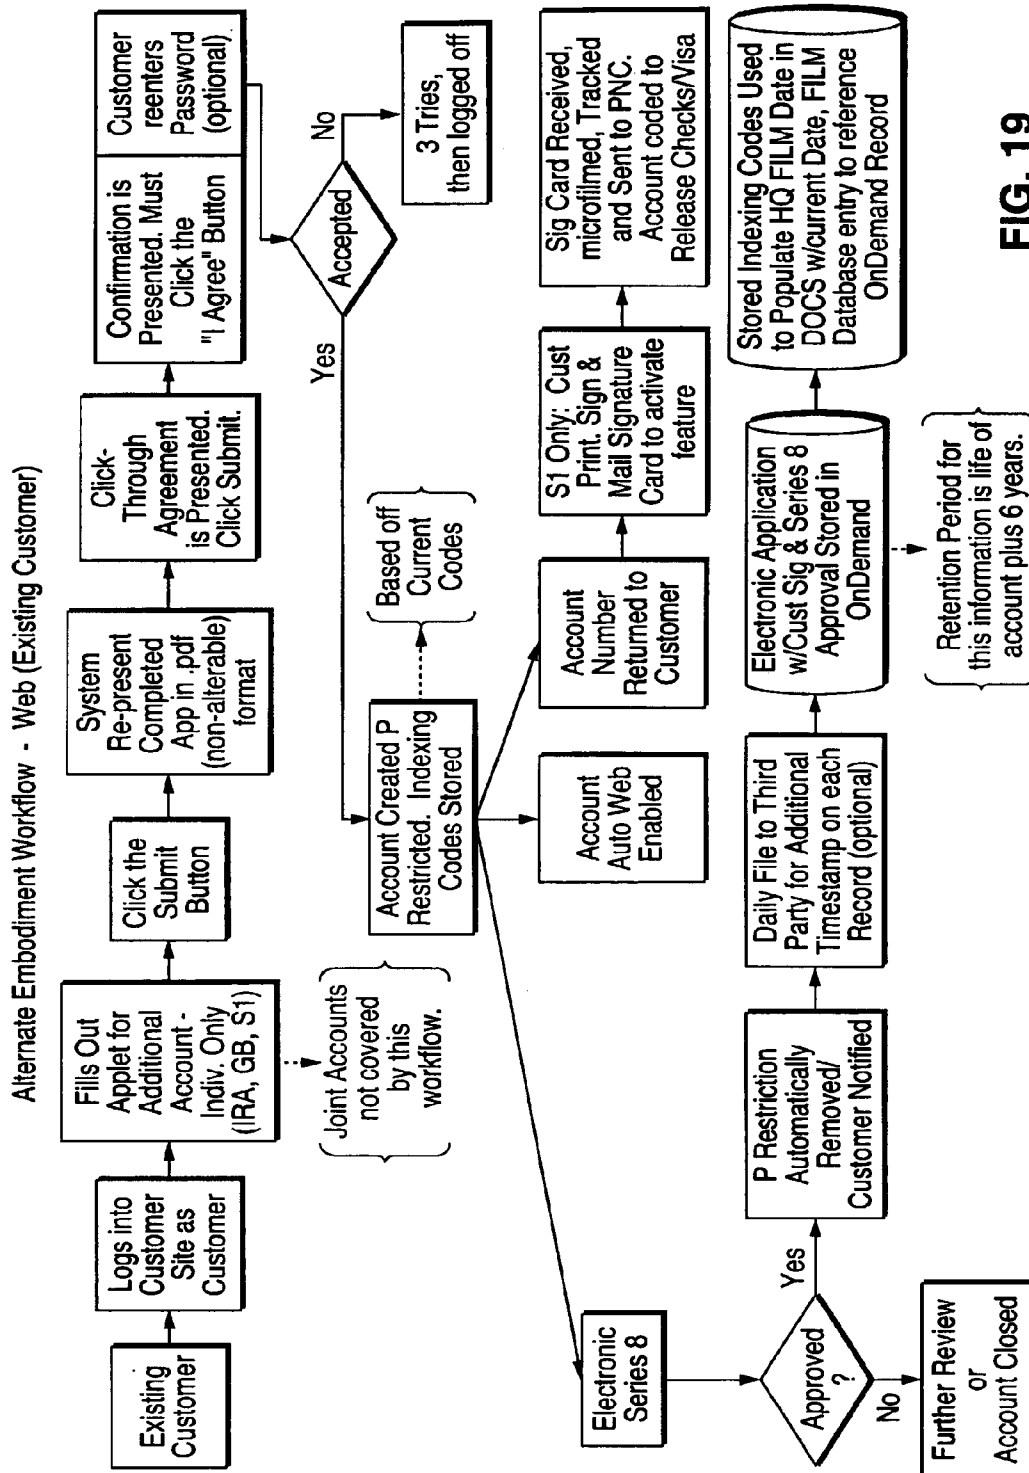 Alternate Embodiment Workflow - Web (Existing Customer)
Existing
Customer
Logs into
Customer
Site as
Customer
Fills Out
Applet for
Additional
Account -
Indiv. Only
(IRA, GB, S1)
Joint Accounts
not covered
by this
workflow.
Click the
Submit
Button
System
Re-present
Completed
App in .pdf
(non-alterable)
format
Click-
Through
Agreement
is Presented.
Click Submit.
Confirmation is
Presented. Must
Click the
"I Agree" Button
Customer
reenters
Password
(optional)
Accepted
No
3 Tries,
then logged off
Yes
Account Created P
Restricted. Indexing
Codes Stored
Based off
Current
Codes
Account
Auto Web
Enabled
Account
Number
Returned to
Customer
S1 Only: Cust
Print. Sign &
Mail Signature
Card to activate
feature
Sig Card Received,
microfilmed, Tracked
and Sent to PNC.
Account coded to
Release Checks/Visa
Electronic
Series 8
Approved
?
No
Further Review
or
Account Closed
Yes
P Restriction
Automatically
Removed/
Customer Notified
Daily File to Third
Party for Additional
Timestamp on each
Record (optional)
Electronic Application
w/Cust Sig & Series 8
Approval Stored in
OnDemand
Retention Period for
this information is life of
account plus 6 years.
Stored Indexing Codes Used
to Populate HQ FILM Date in
DOCS w/current Date, FILM
Database entry to reference
OnDemand Record
FIG. 19